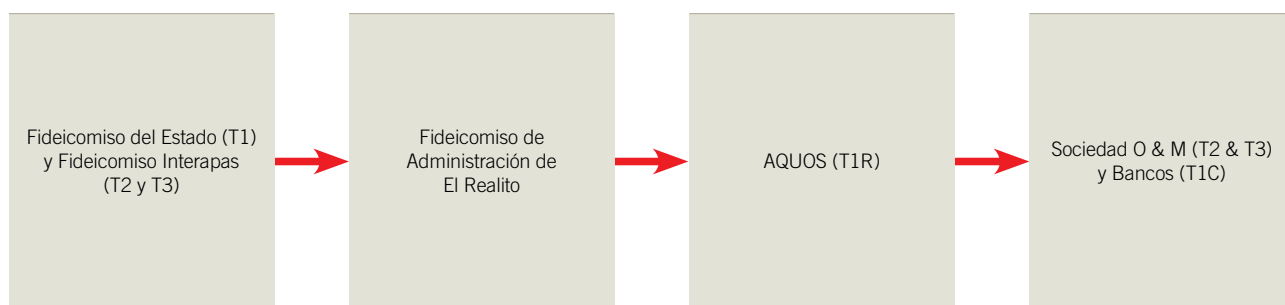 Fideicomiso del Estado (T1)
y Fideicomiso Interapas
(T2 y T3)
Fideicomiso de
Administración de
El Realito
AQUOS (T1R)
Sociedad O & M (T2 & T3)
y Bancos (T1C)